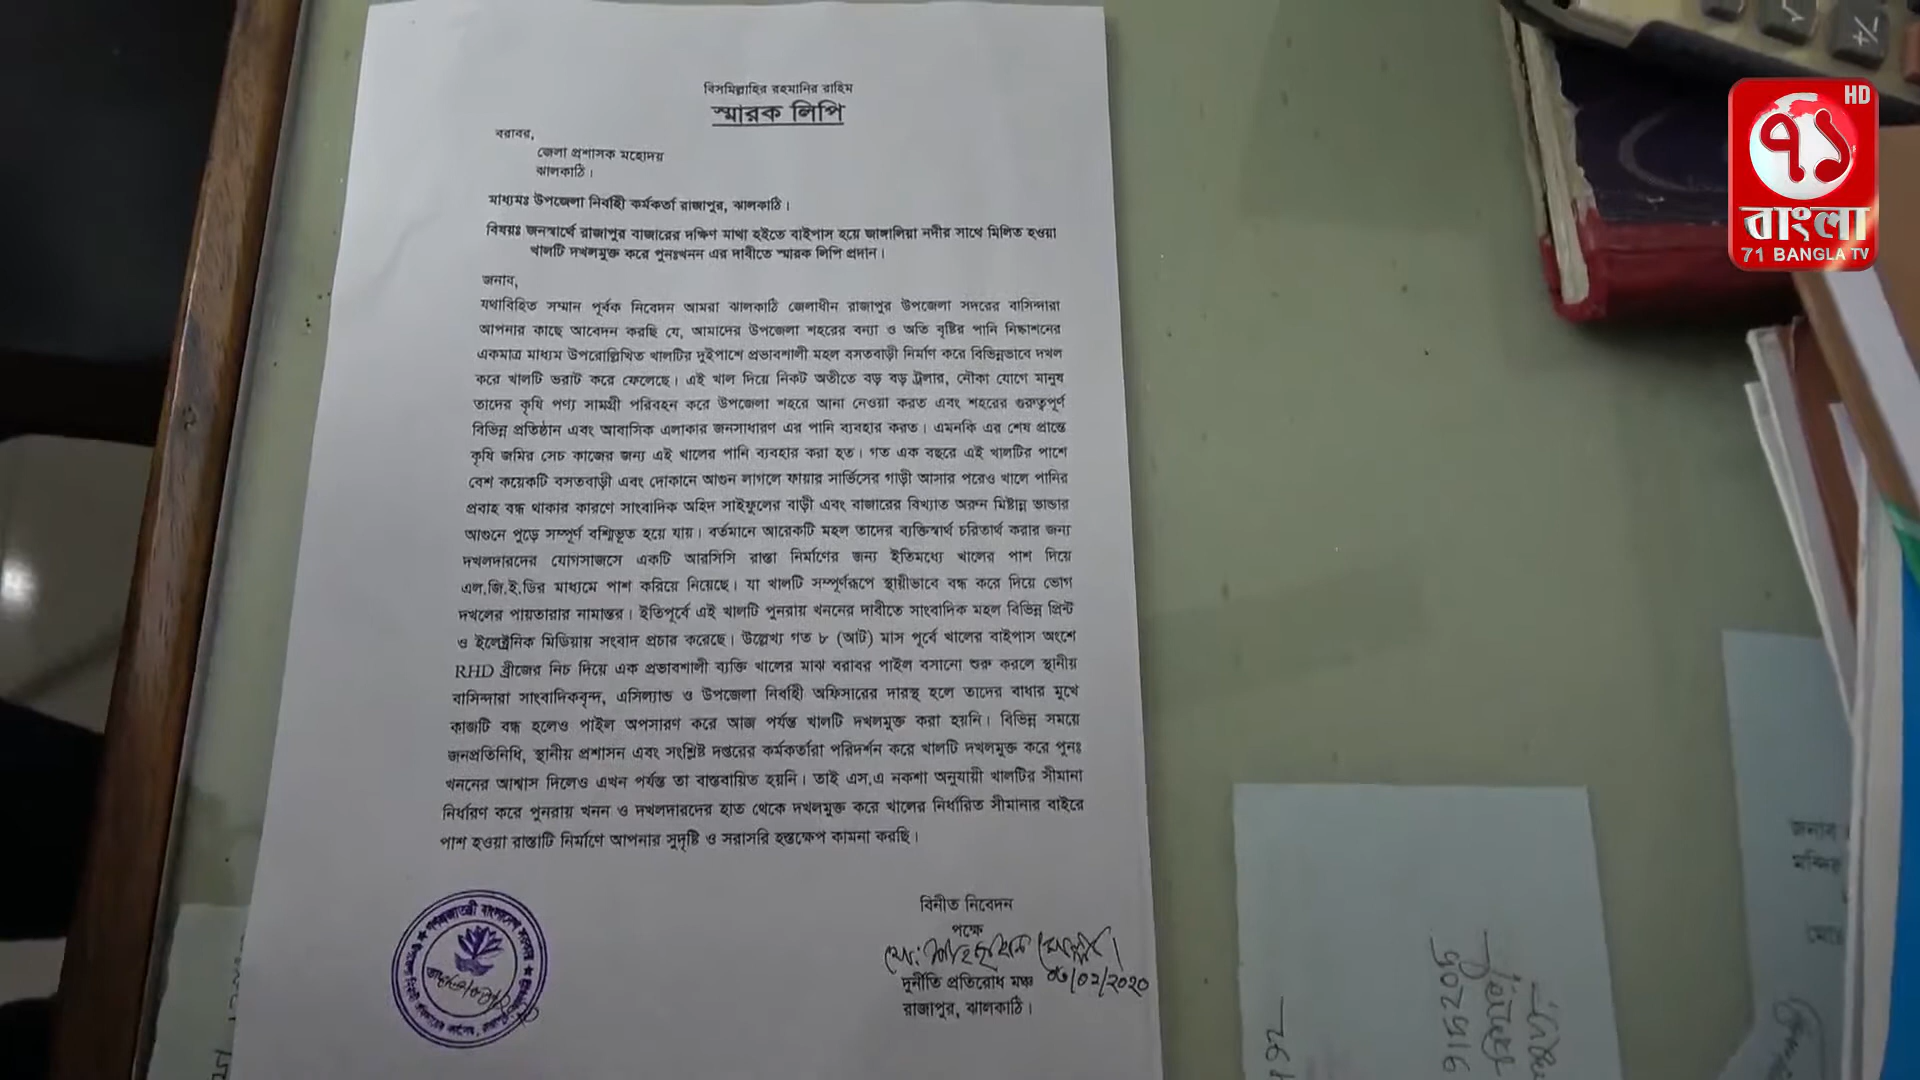 বিসমিল্লাহির রহমানির রাহিম
স্মারক লিপি
বরাবর,
জেলা প্রশাসক মহোদয়
ঝালকাঠি।
মাধ্যমঃ উপজেলা নির্বাহী কর্মকর্তা রাজাপুর, ঝালকাঠি।
বিষয়ঃ জনস্বার্থে রাজাপুর বাজারের দক্ষিণ মাথা হইতে বাইপাস হয়ে জাঙ্গালিয়া নদীর সাথে মিলিত হওয়া
খালটি দখলমুক্ত করে পুনঃখনন এর দাবীতে স্মারক লিপি প্রদান।
জনাব,
যথাবিহিত সম্মান পূর্বক নিবেদন আমরা ঝালকাঠি জেলাধীন রাজাপুর উপজেলা সদরের বাসিন্দারা
আপনার কাছে আবেদন করছি যে, আমাদের উপজেলা শহরের বন্যা ও অতি বৃষ্টির পানি নিষ্কাশনের
একমাত্র মাধ্যম উপরোল্লিখিত খালটির দুইপাশে প্রভাবশালী মহল বসতবাড়ী নির্মাণ করে বিভিন্নভাবে দখল
করে খালটি ভরাট করে ফেলেছে। এই খাল দিয়ে নিকট অতীতে বড় বড় ট্রলার, নৌকা যোগে মানুষ
তাদের কৃষি পণ্য সামগ্রী পরিবহন করে উপজেলা শহরে আনা নেওয়া করত এবং শহরের গুরুত্বপূর্ণ
বিভিন্ন প্রতিষ্ঠান এবং আবাসিক এলাকার জনসাধারণ এর পানি ব্যবহার করত। এমনকি এর শেষ প্রান্তে
কৃষি জমির সেচ কাজের জন্য এই খালের পানি ব্যবহার করা হত। গত এক বছরে এই খালটির পাশে
বেশ কয়েকটি বসতবাড়ী এবং দোকানে আগুন লাগলে ফায়ার সার্ভিসের গাড়ী আসার পরেও খালে পানির
প্রবাহ বন্ধ থাকার কারণে সাংবাদিক অহিদ সাইফুলের বাড়ী এবং বাজারের বিখ্যাত অরুন মিষ্টান্ন ভান্ডার
আগুনে পুড়ে সম্পূর্ণ বশ্মিভূত হয়ে যায়। বর্তমানে আরেকটি মহল তাদের ব্যক্তিস্বার্থ চরিতার্থ করার জন্য
দখলদারদের যোগসাজসে একটি আরসিসি রাস্তা নির্মাণের জন্য ইতিমধ্যে খালের পাশ দিয়ে
এল.জি.ই.ডির মাধ্যমে পাশ করিয়ে নিয়েছে। যা খালটি সম্পূর্ণরূপে স্থায়ীভাবে বন্ধ করে দিয়ে ভোগ
দখলের পায়তারার নামান্তর। ইতিপূর্বে এই খালটি পুনরায় খননের দাবীতে সাংবাদিক মহল বিভিন্ন প্রিন্ট
ও ইলেক্ট্রনিক মিডিয়ায় সংবাদ প্রচার করেছে। উল্লেখ্য গত ৮ (আট) মাস পূর্বে খালের বাইপাস অংশে
RHD ব্রীজের নিচ দিয়ে এক প্রভাবশালী ব্যক্তি খালের মাঝ বরাবর পাইল বসানো শুরু করলে স্থানীয়
বাসিন্দারা সাংবাদিকবৃন্দ, এসিল্যান্ড ও উপজেলা নির্বাহী অফিসারের দারস্থ হলে তাদের বাধার মুখে
কাজটি বন্ধ হলেও পাইল অপসারণ করে আজ পর্যন্ত খালটি দখলমুক্ত করা হয়নি। বিভিন্ন সময়ে
জনপ্রতিনিধি, স্থানীয় প্রশাসন এবং সংশ্লিষ্ট দপ্তরের কর্মকর্তারা পরিদর্শন করে খালটি দখলমুক্ত করে পুনঃ
খননের আশ্বাস দিলেও এখন পর্যন্ত তা বাস্তবায়িত হয়নি। তাই এস.এ নকশা অনুযায়ী খালটির সীমানা
নির্ধারণ করে পুনরায় খনন ও দখলদারদের হাত থেকে দখলমুক্ত করে খালের নির্ধারিত সীমানার বাইরে
পাশ হওয়া রাস্তাটি নির্মাণে আপনার সুদৃষ্টি ও সরাসরি হস্তক্ষেপ কামনা করছি।
বিনীত নিবেদন
পক্ষে
দুর্নীতি প্রতিরোধ মঞ্চ
রাজাপুর, ঝালকাঠি।
গণপ্রজাতন্ত্রী বাংলাদেশ সরকার
HD
৭১
বাংলা
71 BANGLA TV
জনাব